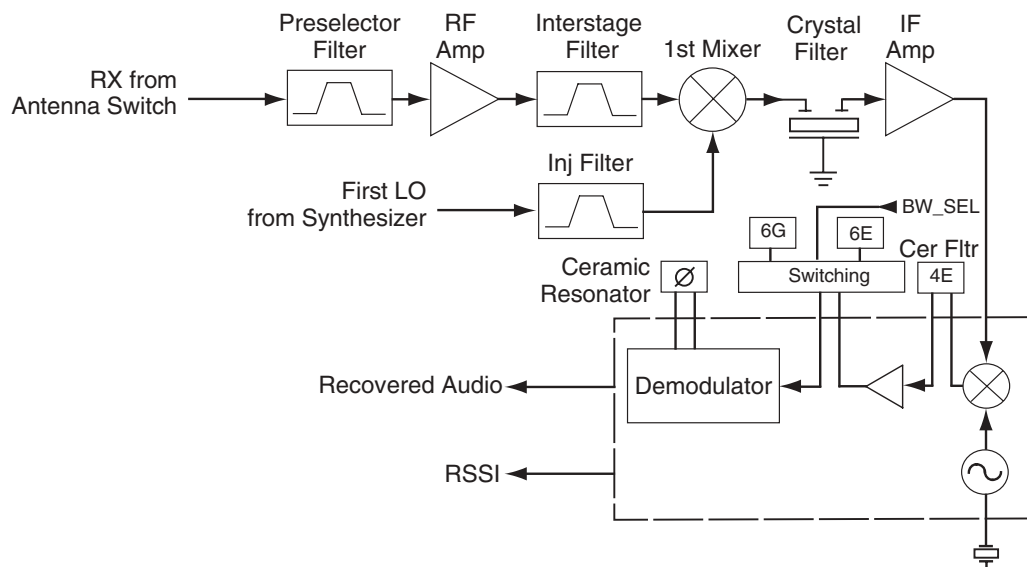 Preselector
Filter
RF
Amp
Interstage
Filter
1st Mixer
Crystal
Filter
IF
Amp
RX from
Antenna Switch
Inj Filter
First LO
from Synthesizer
BW_SEL
6G
6E
Cer Fltr
Ceramic
Resonator
Ø
Switching
4E
Demodulator
Recovered Audio
RSSI